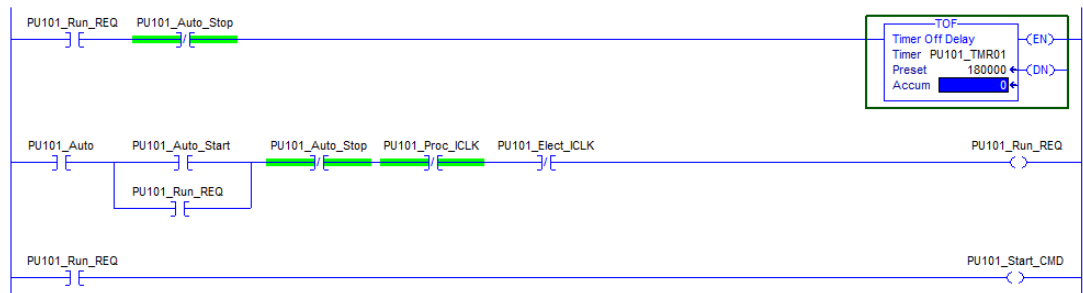 PU101_Run_REQ PU101_Auto_Stop
TOF
Timer Off Delay
EN
Timer PU101_TMR01
Preset 180000
DN
Accum 0
PU101_Auto PU101_Auto_Start PU101_Auto_Stop PU101_Proc_ICLK PU101_Elect_ICLK PU101_Run_REQ
PU101_Run_REQ
PU101_Run_REQ PU101_Start_CMD